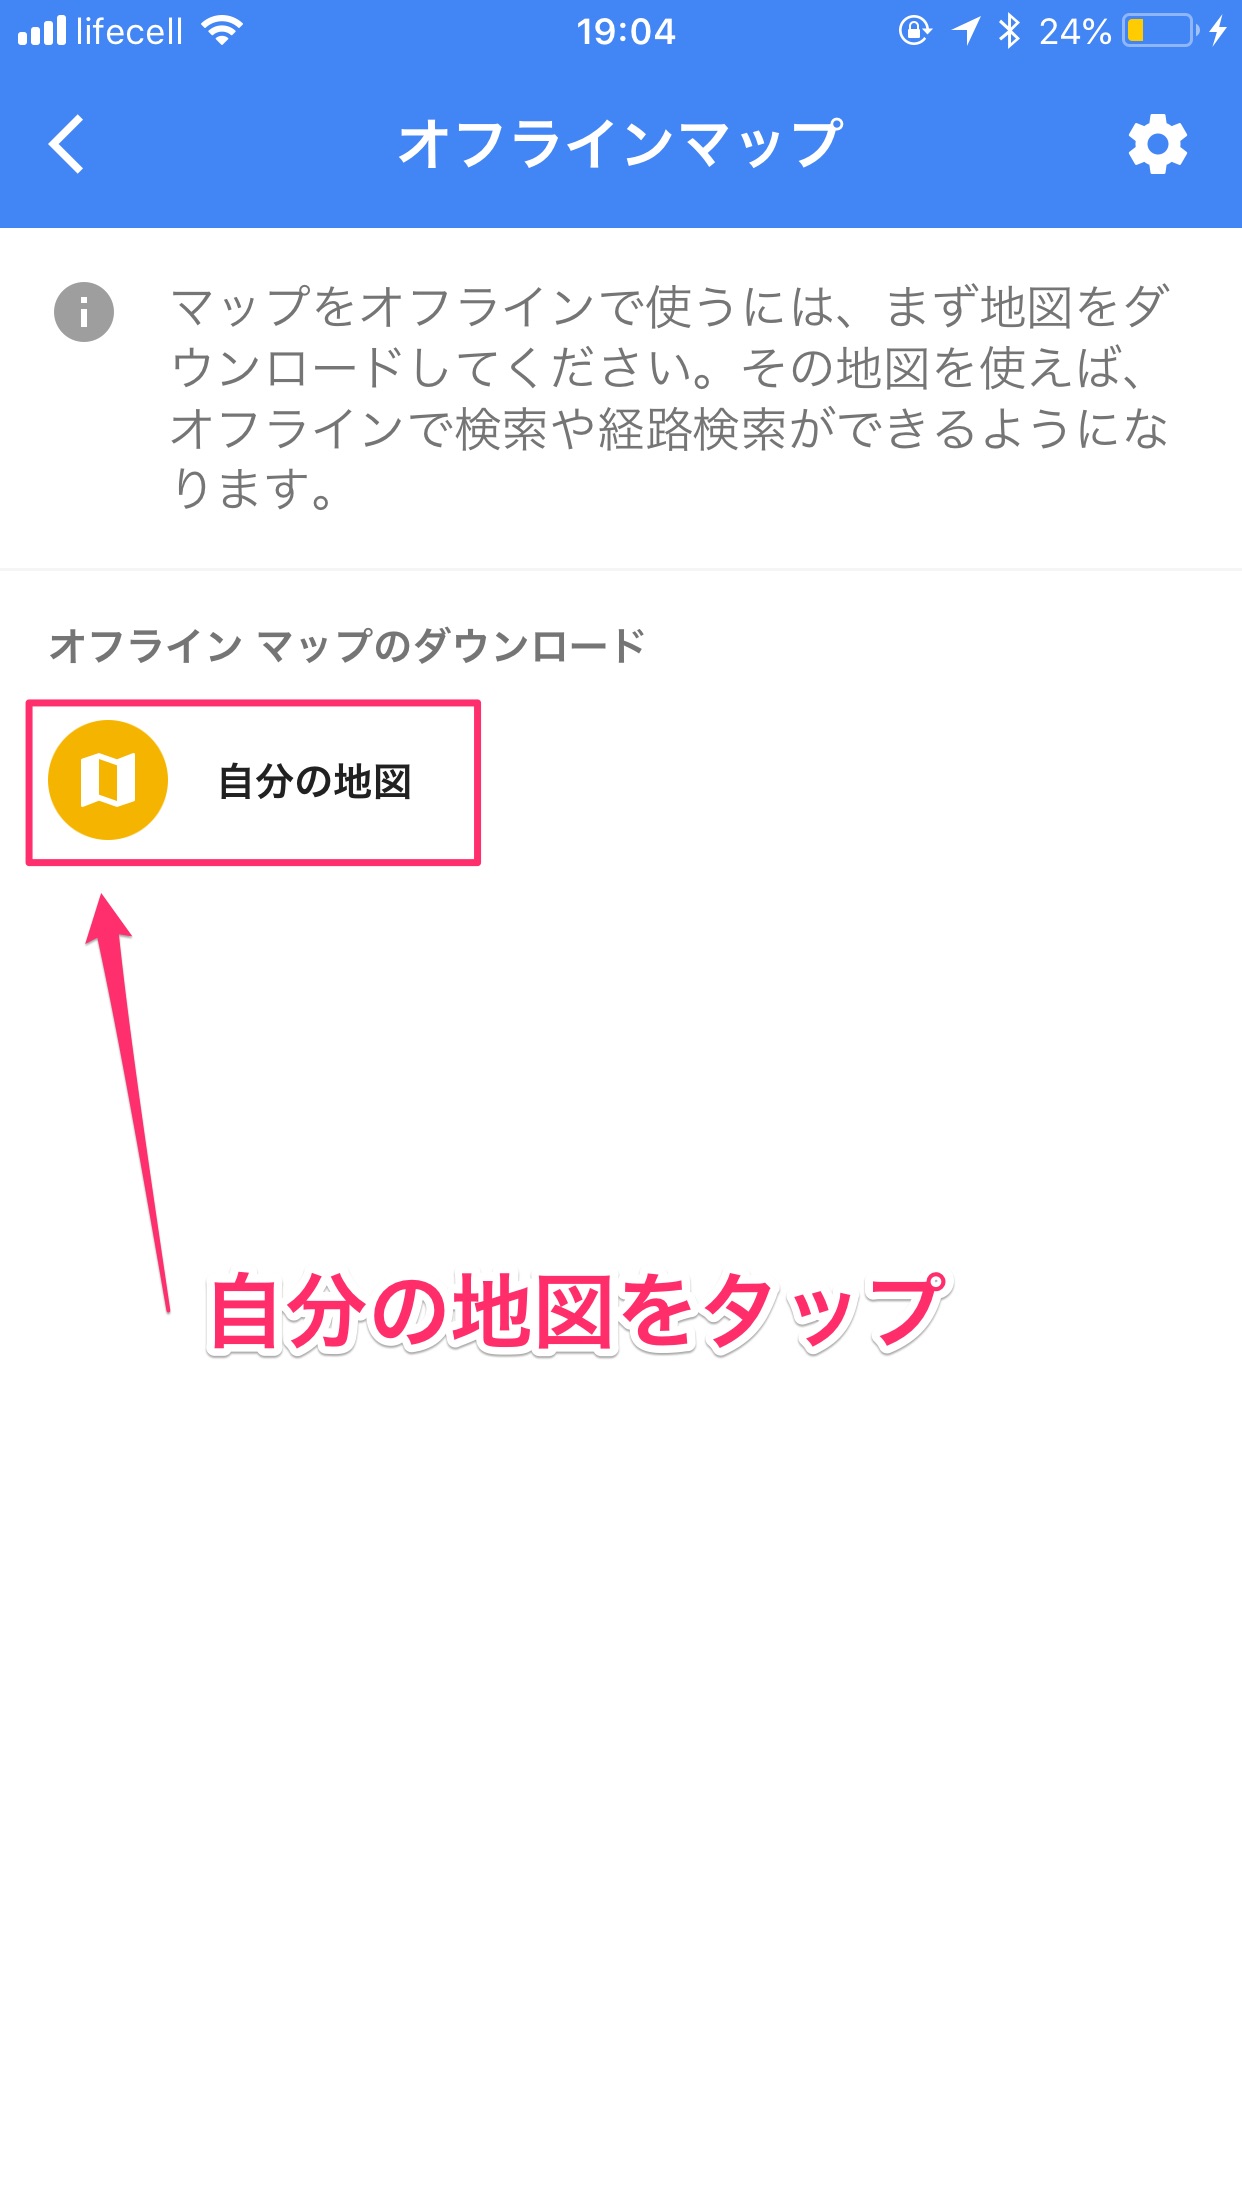 lifecell 19:04 24%
オフラインマップ
マップをオフラインで使うには、まず地図をダ
ウンロードしてください。その地図を使えば、
オフラインで検索や経路検索ができるようにな
ります。
オフライン マップのダウンロード
自分の地図
自分の地図をタップ